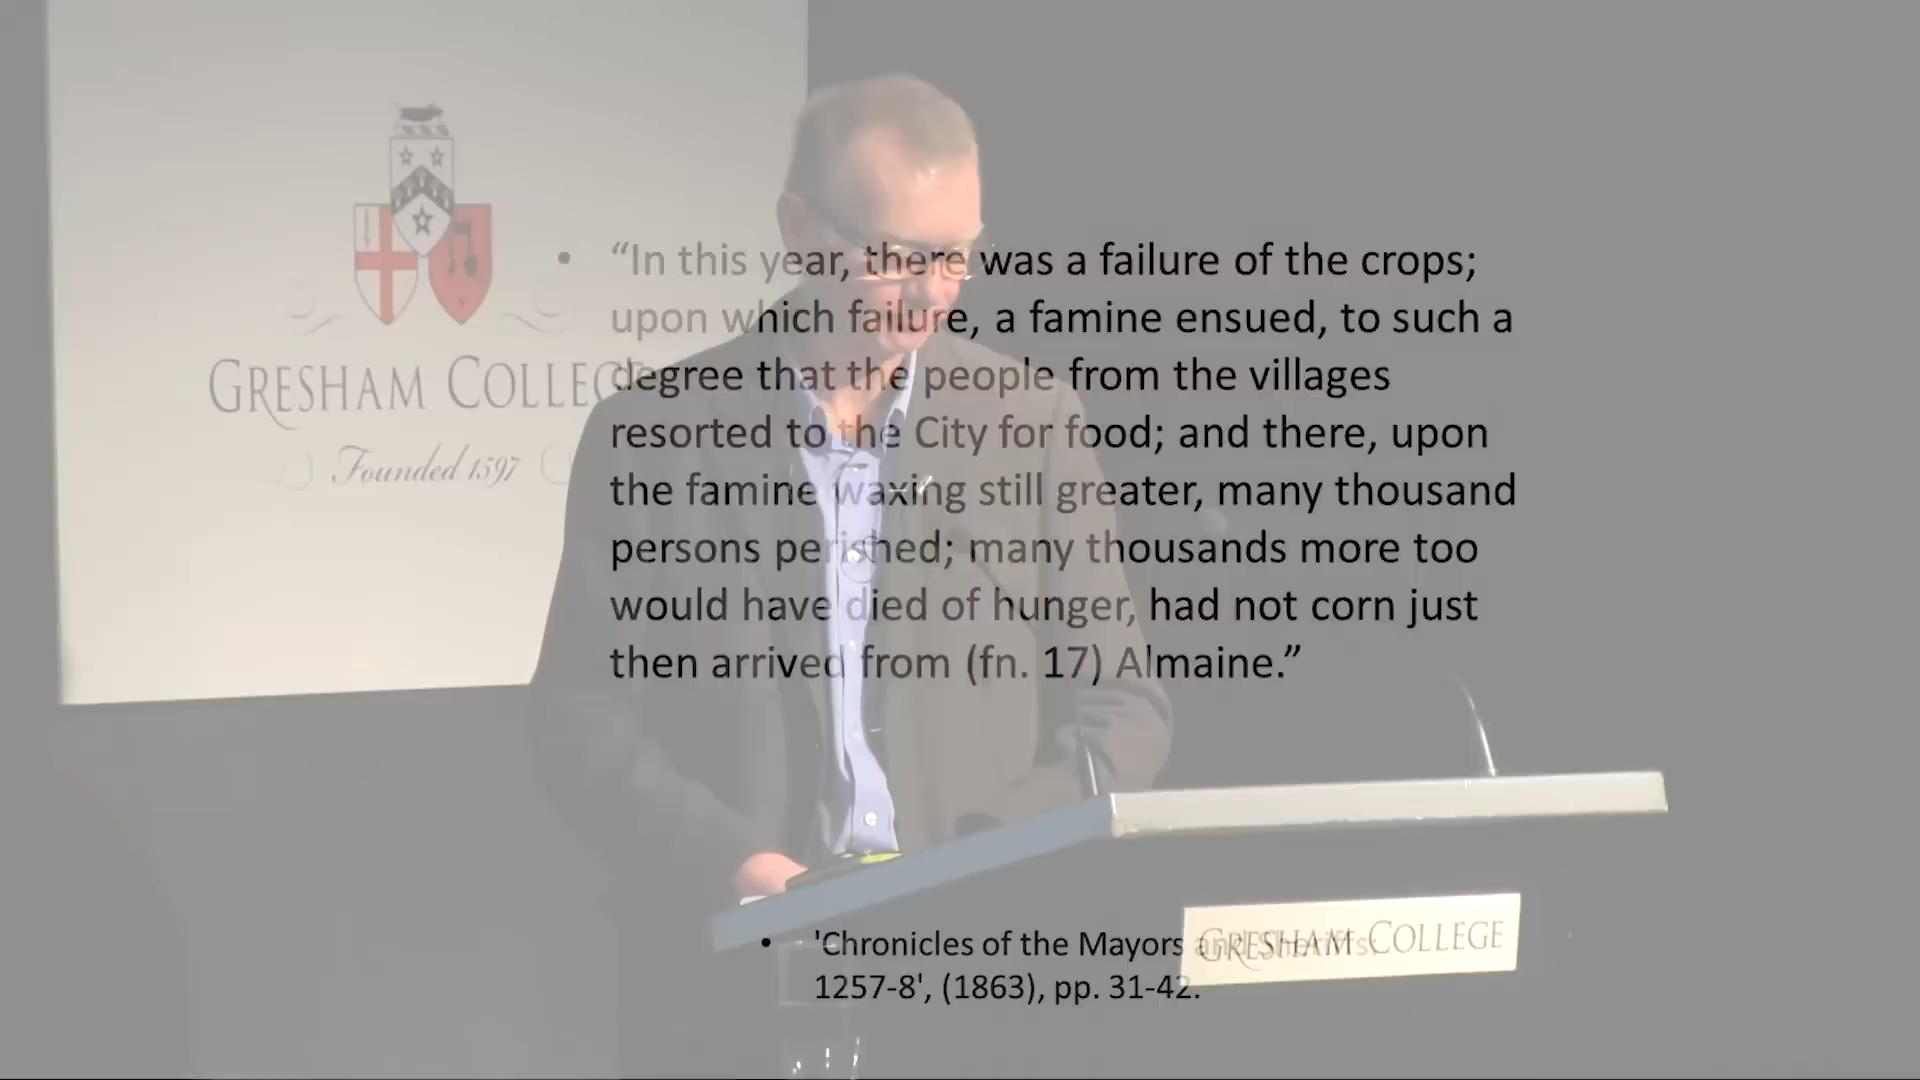 GRESHAM COLLEG
Founded 1597
• “In this year, there was a failure of the crops;
upon which failure, a famine ensued, to such a
degree that the people from the villages
resorted to the City for food; and there, upon
the famine waxing still greater, many thousand
persons perished; many thousands more too
would have died of hunger, had not corn just
then arrived from (fn. 17) Almaine.”
• 'Chronicles of the Mayors and Sheriffs:
1257-8', (1863), pp. 31-42.
GRESHAM COLLEGE